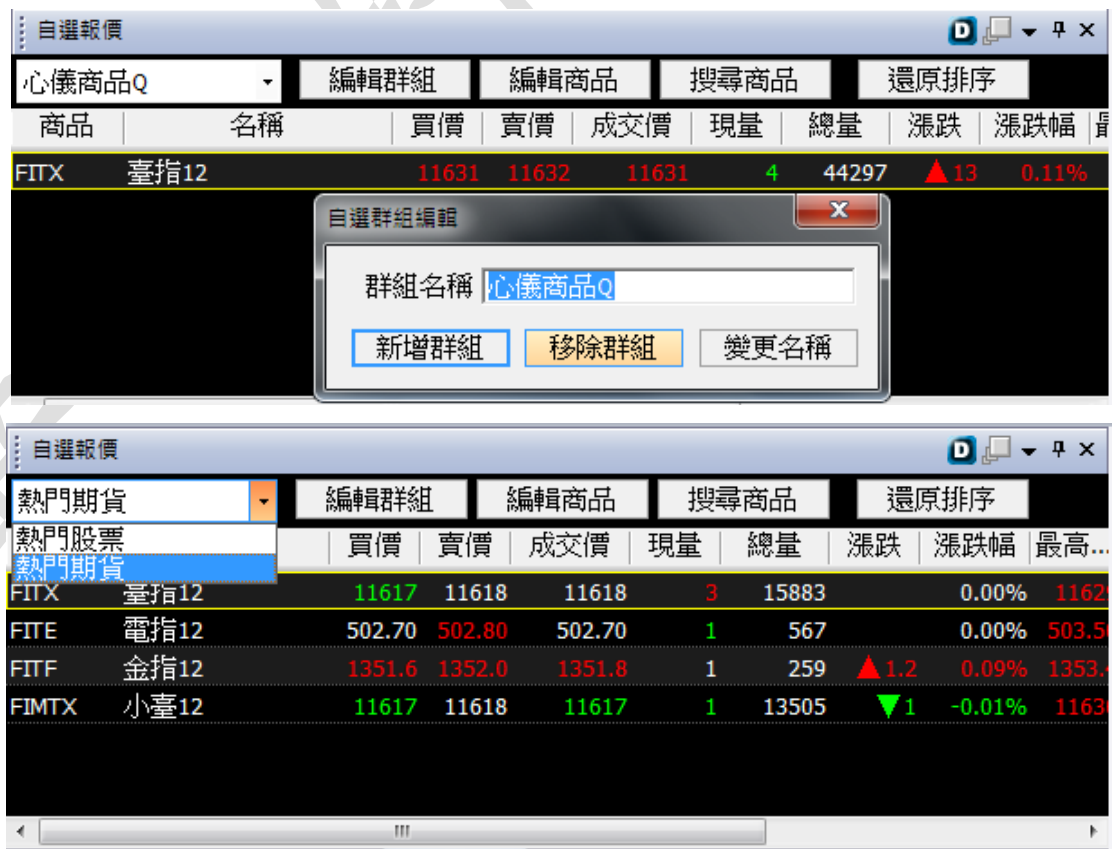 自選報價
心儀商品Q 編輯群組 編輯商品 搜尋商品 還原排序
商品 名稱 買價 賣價 成交價 現量 總量 漲跌 漲跌幅
FITX 臺指12 11631 11632 11631 4 44297 ▲13 0.11%
自選群組編輯
群組名稱 心儀商品Q
新增群組 移除群組 變更名稱
自選報價
熱門期貨 編輯群組 編輯商品 搜尋商品 還原排序
熱門股票
熱門期貨
買價 賣價 成交價 現量 總量 漲跌 漲跌幅 最高...
FITX 臺指12 11617 11618 11618 3 15883 0.00% 1162
FITE 電指12 502.70 502.80 502.70 1 567 0.00% 503.5
FITF 金指12 1351.6 1352.0 1351.8 1 259 ▲1.2 0.09% 1353.
FIMTX 小臺12 11617 11618 11617 1 13505 ▼1 -0.01% 1163